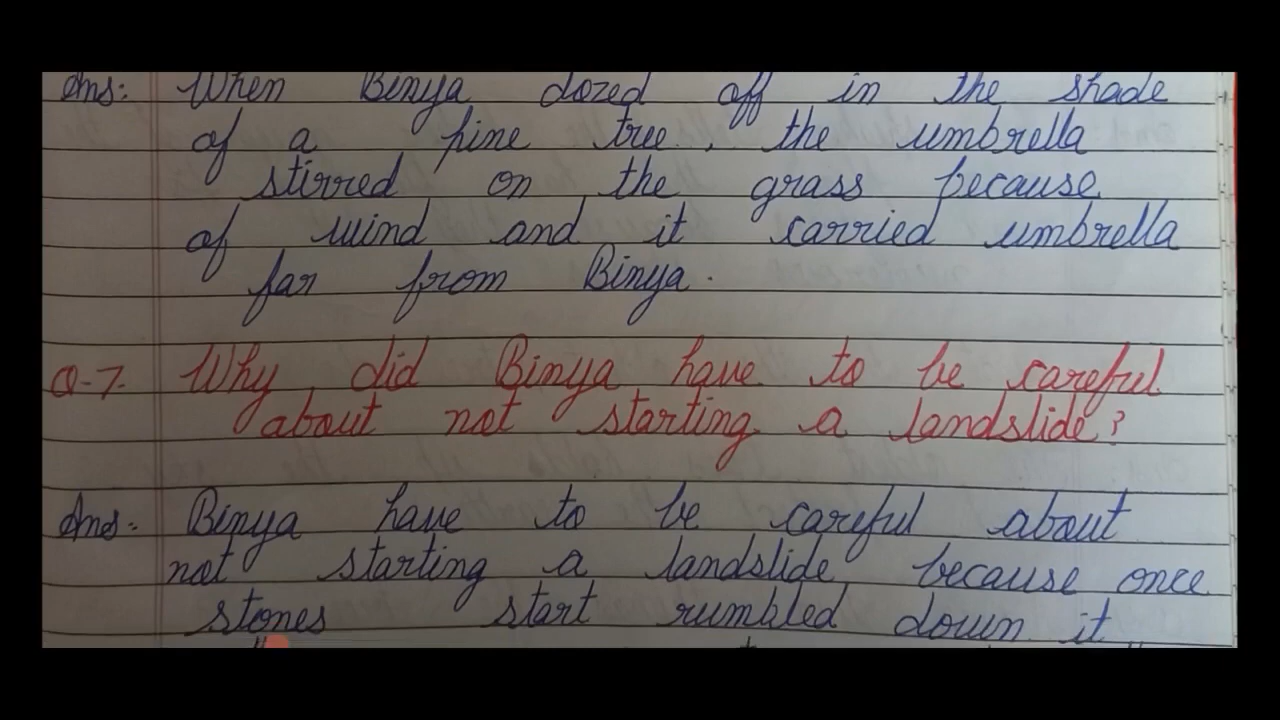 Ans:- When Binya dozed off in the shade
of a pine tree, the umbrella
stirred on the grass because
of wind and it carried umbrella
far from Binya.
Q-7. Why did Binya have to be careful
about not starting a landslide?
Ans:- Binya have to be careful about
not starting a landslide because once
stones start rumbled down it